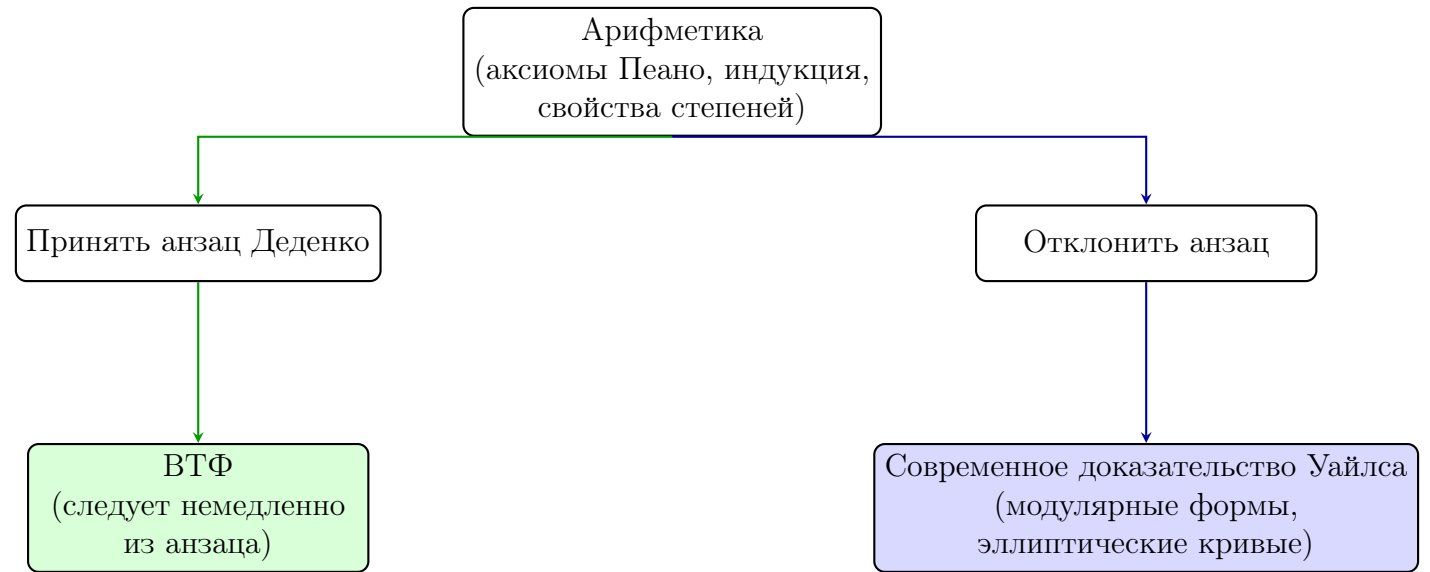 Арифметика
(аксиомы Пеано, индукция,
свойства степеней)
Принять анзац Деденко
Отклонить анзац
ВТФ
(следует немедленно
из анзаца)
Современное доказательство Уайлса
(модулярные формы,
эллиптические кривые)